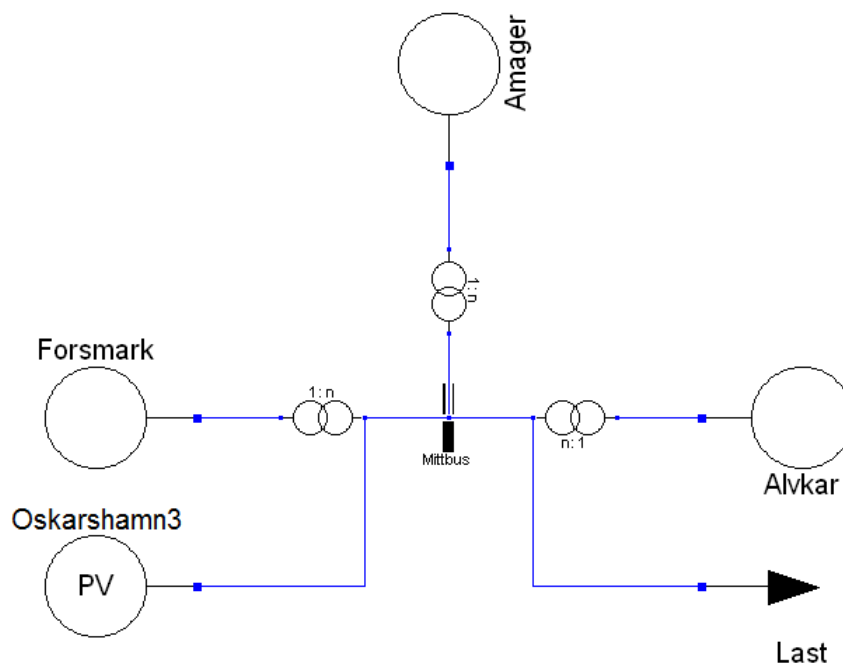 Amager
1:n
Forsmark
1:n
Mittbus
n:1
Alvkar
Oskarshamn3
PV
Last